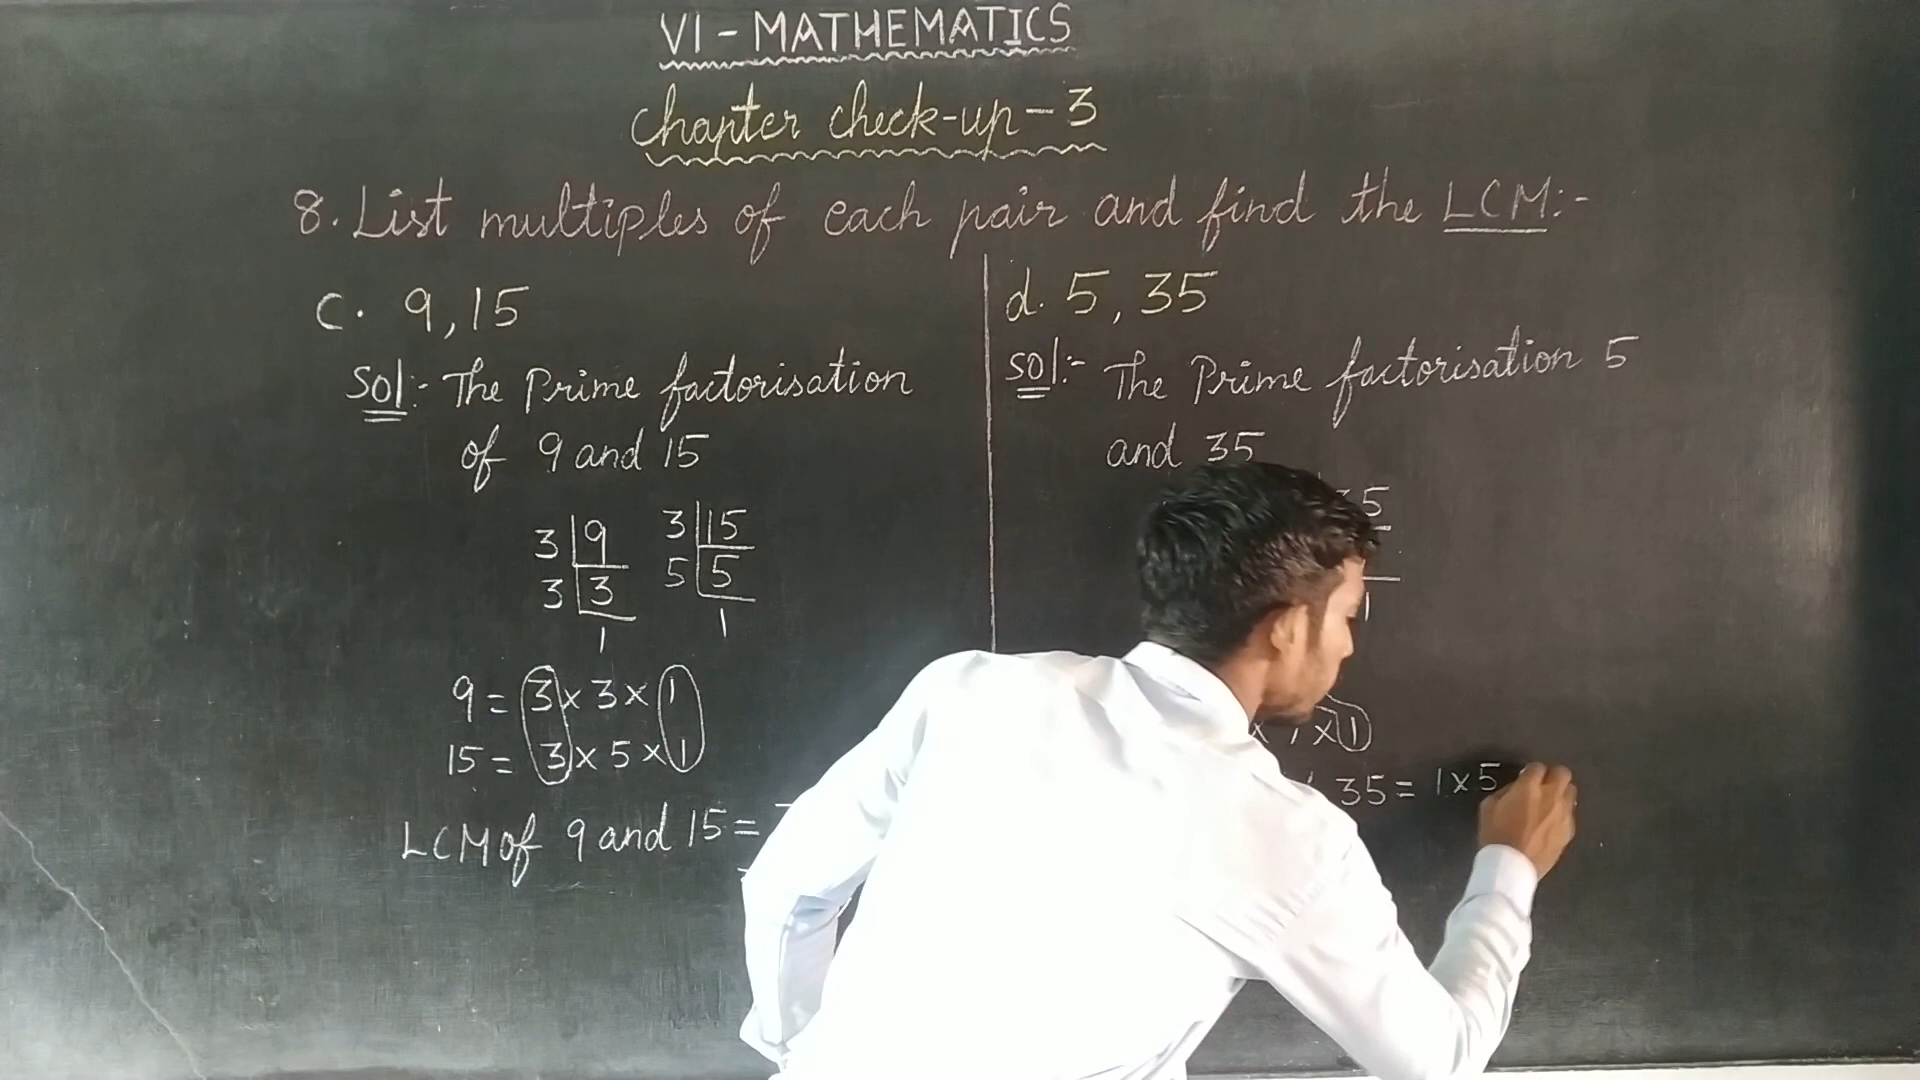 VI - MATHEMATICS
Chapter check-up - 3
8. List multiples of each pair and find the LCM:-
c. 9, 15
Sol:- The Prime factorisation
of 9 and 15
3 9 3 15
3 3 5 5
1 1
9 = 3 x 3 x 1
15 = 3 x 5 x 1
LCM of 9 and 15 =
d. 5, 35
Sol:- The Prime factorisation 5
and 35
5
1
x 1
35 = 1 x 5